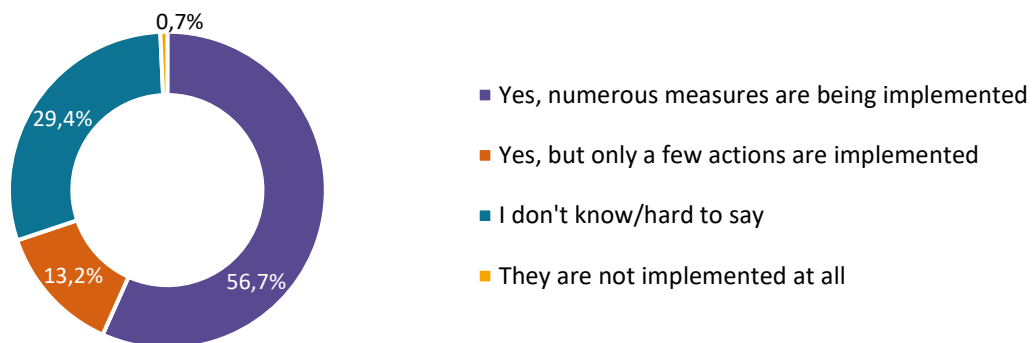 0,7%
29,4%
13,2%
56,7%
Yes, numerous measures are being implemented
Yes, but only a few actions are implemented
I don't know/hard to say
They are not implemented at all